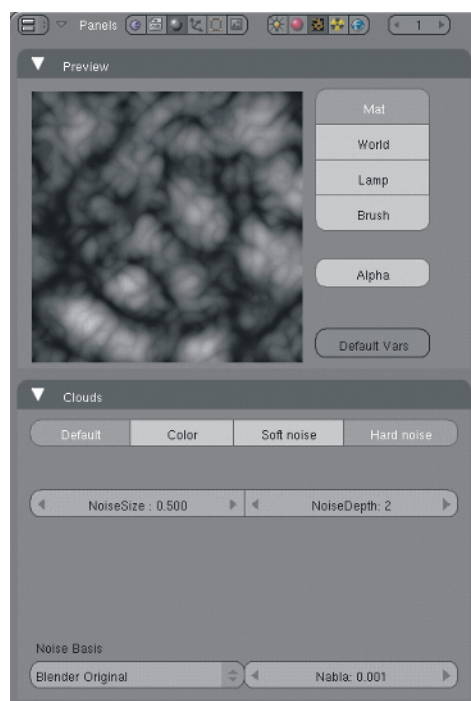 Panels 1
Preview
Mat
World
Lamp
Brush
Alpha
Default Vars
Clouds
Default Color Soft noise Hard noise
NoiseSize : 0.500 NoiseDepth: 2
Noise Basis
Blender Original Nabla: 0.001